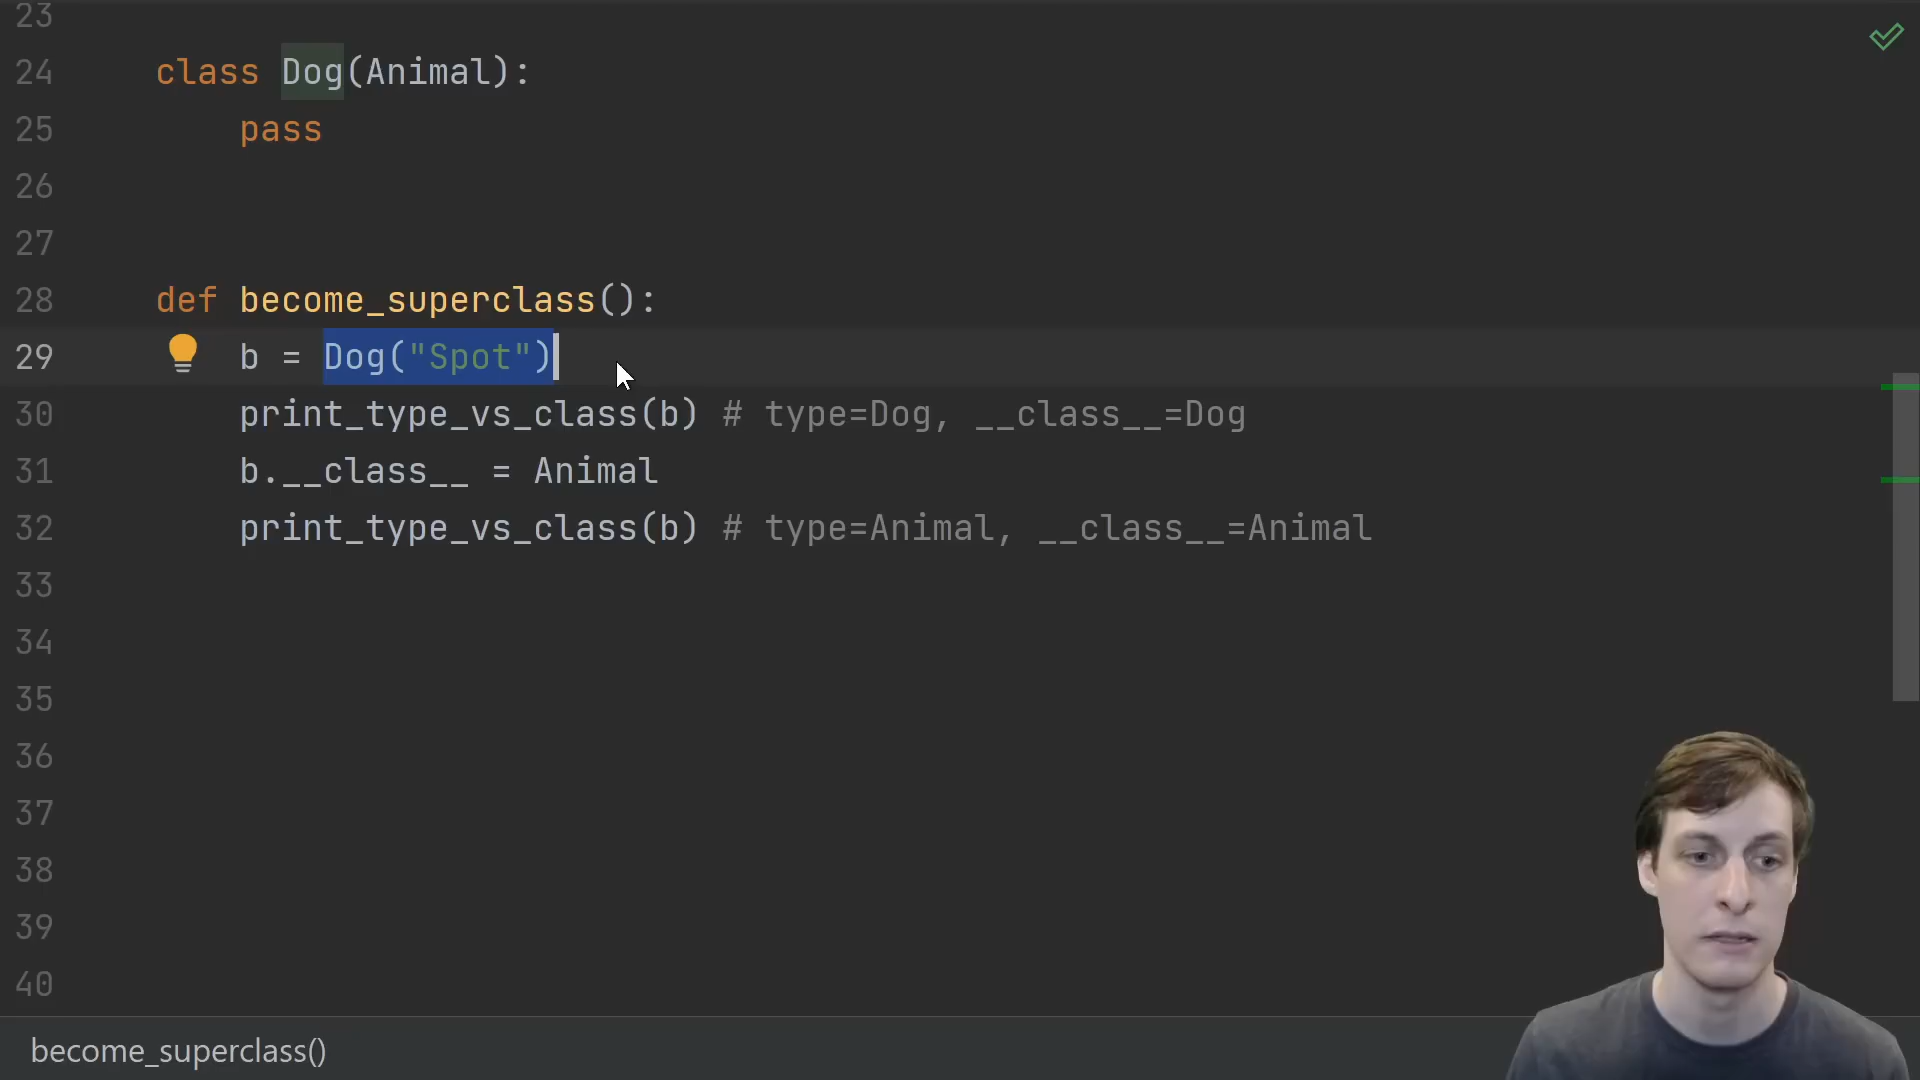 23
24 class Dog(Animal):
25 pass
26
27
28 def become_superclass():
29 b = Dog("Spot")
30 print_type_vs_class(b) # type=Dog, __class__=Dog
31 b.__class__ = Animal
32 print_type_vs_class(b) # type=Animal, __class__=Animal
33
34
35
36
37
38
39
40
become_superclass()